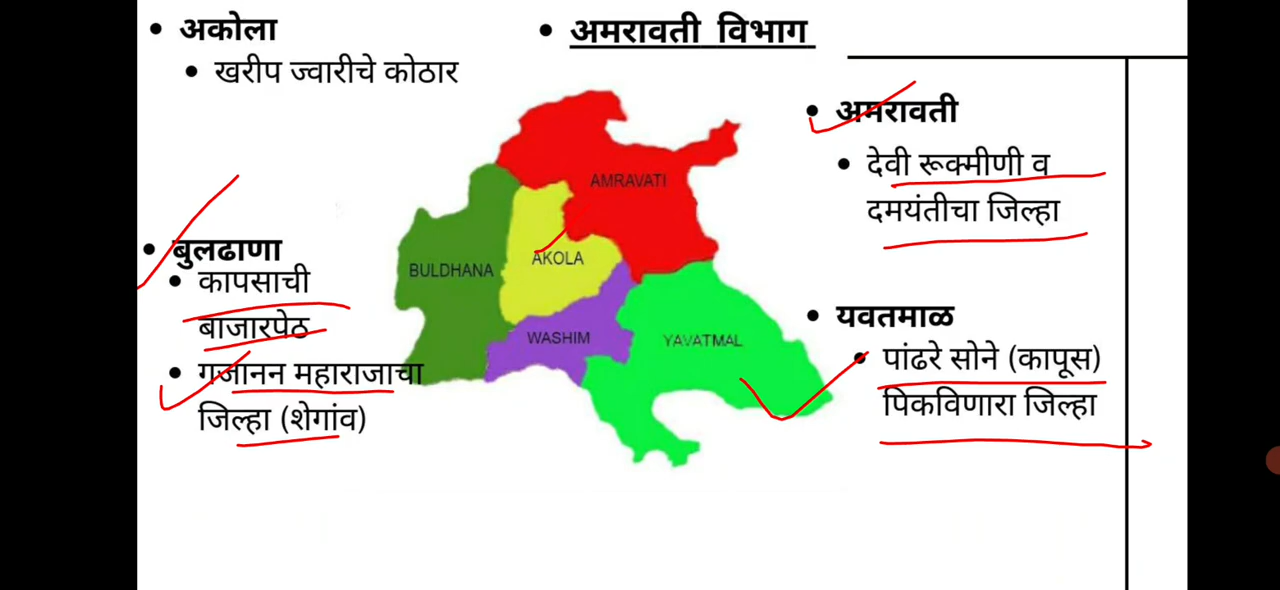 अकोला
खरीप ज्वारीचे कोठार
अमरावती विभाग
अमरावती
देवी रूक्मीणी व
दमयंतीचा जिल्हा
बुलढाणा
कापसाची
बाजारपेठ
गजानन महाराजाचा
जिल्हा (शेगांव)
AMRAVATI
AKOLA
BULDHANA
WASHIM
YAVATMAL
यवतमाळ
पांढरे सोने (कापूस)
पिकविणारा जिल्हा